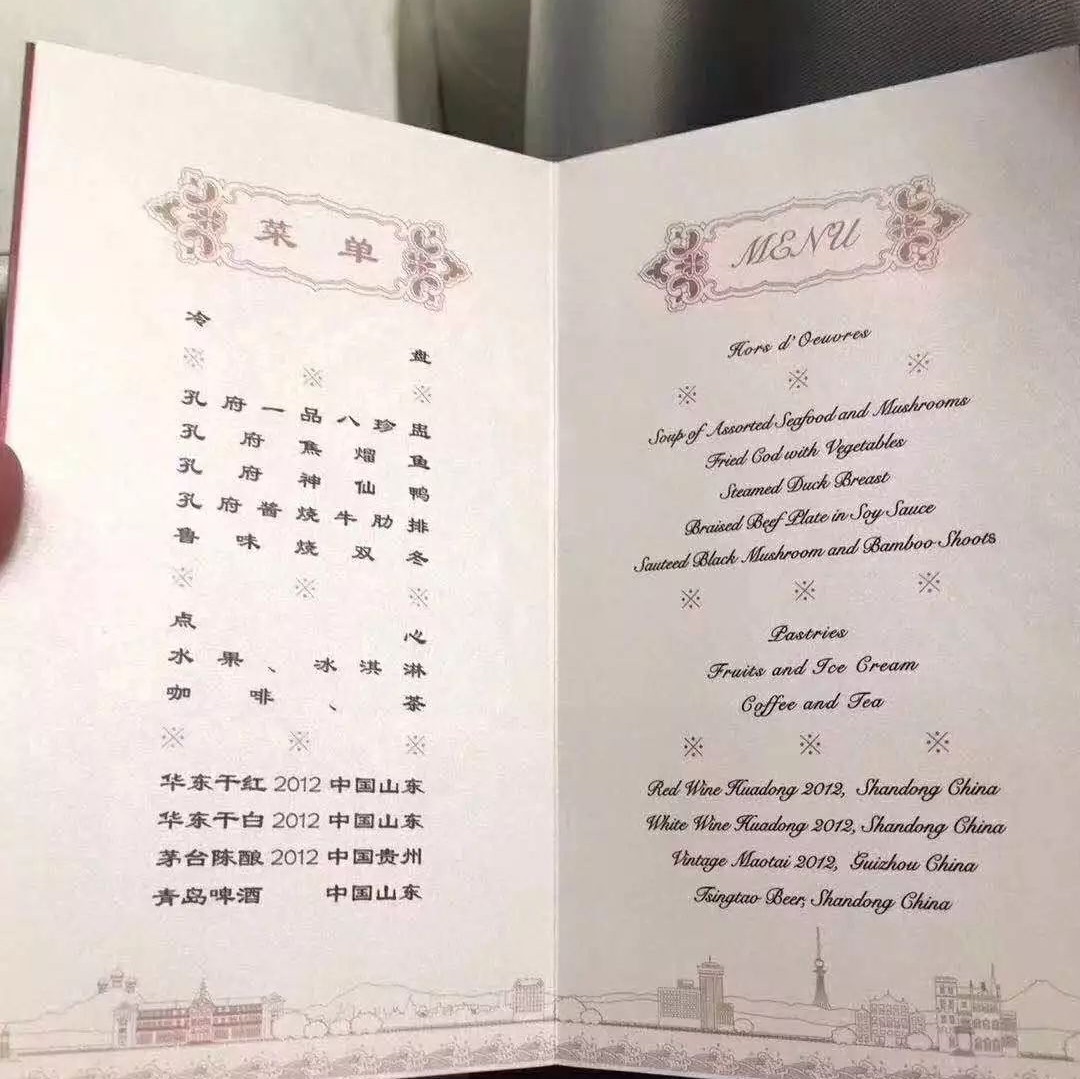 菜单
冷盘
※ ※ ※
孔府一品八珍盅
孔府焦熘鱼
孔府神仙鸭
孔府酱烧牛肋排
鲁味烧双冬
※ ※ ※
点心
水果、冰淇淋
咖啡、茶
※ ※ ※
华东干红 2012 中国山东
华东干白 2012 中国山东
茅台陈酿 2012 中国贵州
青岛啤酒 中国山东
MENU
Hors d'Oeuvres
※ ※ ※
Soup of Assorted Seafood and Mushrooms
Fried Cod with Vegetables
Steamed Duck Breast
Braised Beef Plate in Soy Sauce
Sauteed Black Mushroom and Bamboo Shoots
※ ※ ※
Pastries
Fruits and Ice Cream
Coffee and Tea
※ ※ ※
Red Wine Huadong 2012, Shandong China
White Wine Huadong 2012, Shandong China
Vintage Maotai 2012, Guizhou China
Tsingtao Beer, Shandong China